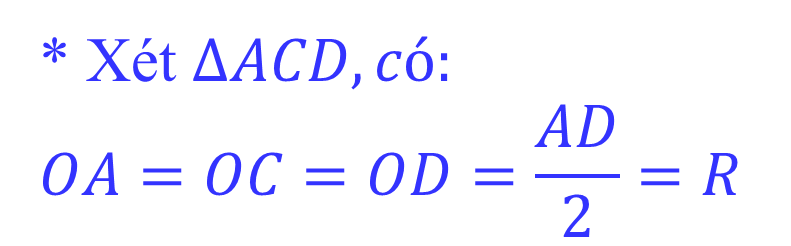 * Xét ΔACD, có:
OA = OC = OD = AD/2 = R